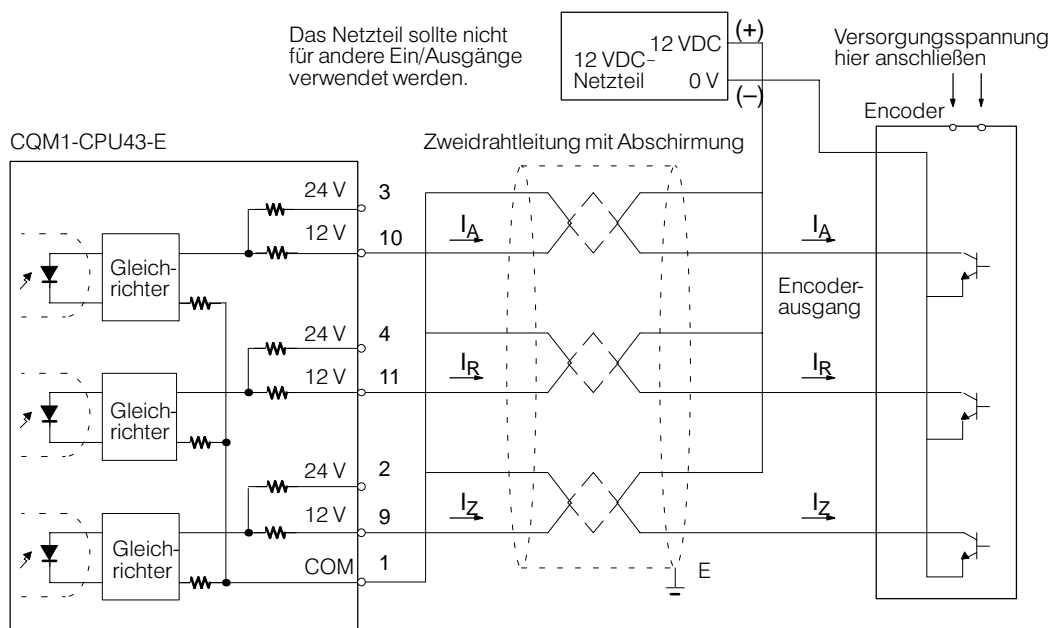 Das Netzteil sollte nicht
für andere Ein/Ausgänge
verwendet werden.
12 VDC
12 VDC-
Netzteil
0 V
(+)
(–)
Versorgungsspannung
hier anschließen
Encoder
CQM1-CPU43-E
Zweidrahtleitung mit Abschirmung
24 V
3
12 V
10
Gleich-
richter
I_A
I_A
Encoder-
ausgang
24 V
4
12 V
11
Gleich-
richter
I_R
I_R
24 V
2
12 V
9
Gleich-
richter
I_Z
I_Z
COM
1
E